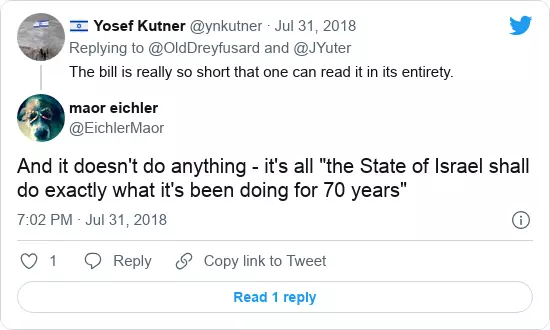 🇮🇱 Yosef Kutner @ynkutner · Jul 31, 2018
Replying to @OldDreyfusard and @JYuter
The bill is really so short that one can read it in its entirety.
maor eichler
@EichlerMaor
And it doesn't do anything - it's all "the State of Israel shall
do exactly what it's been doing for 70 years"
7:02 PM · Jul 31, 2018
1 Reply Copy link to Tweet
Read 1 reply